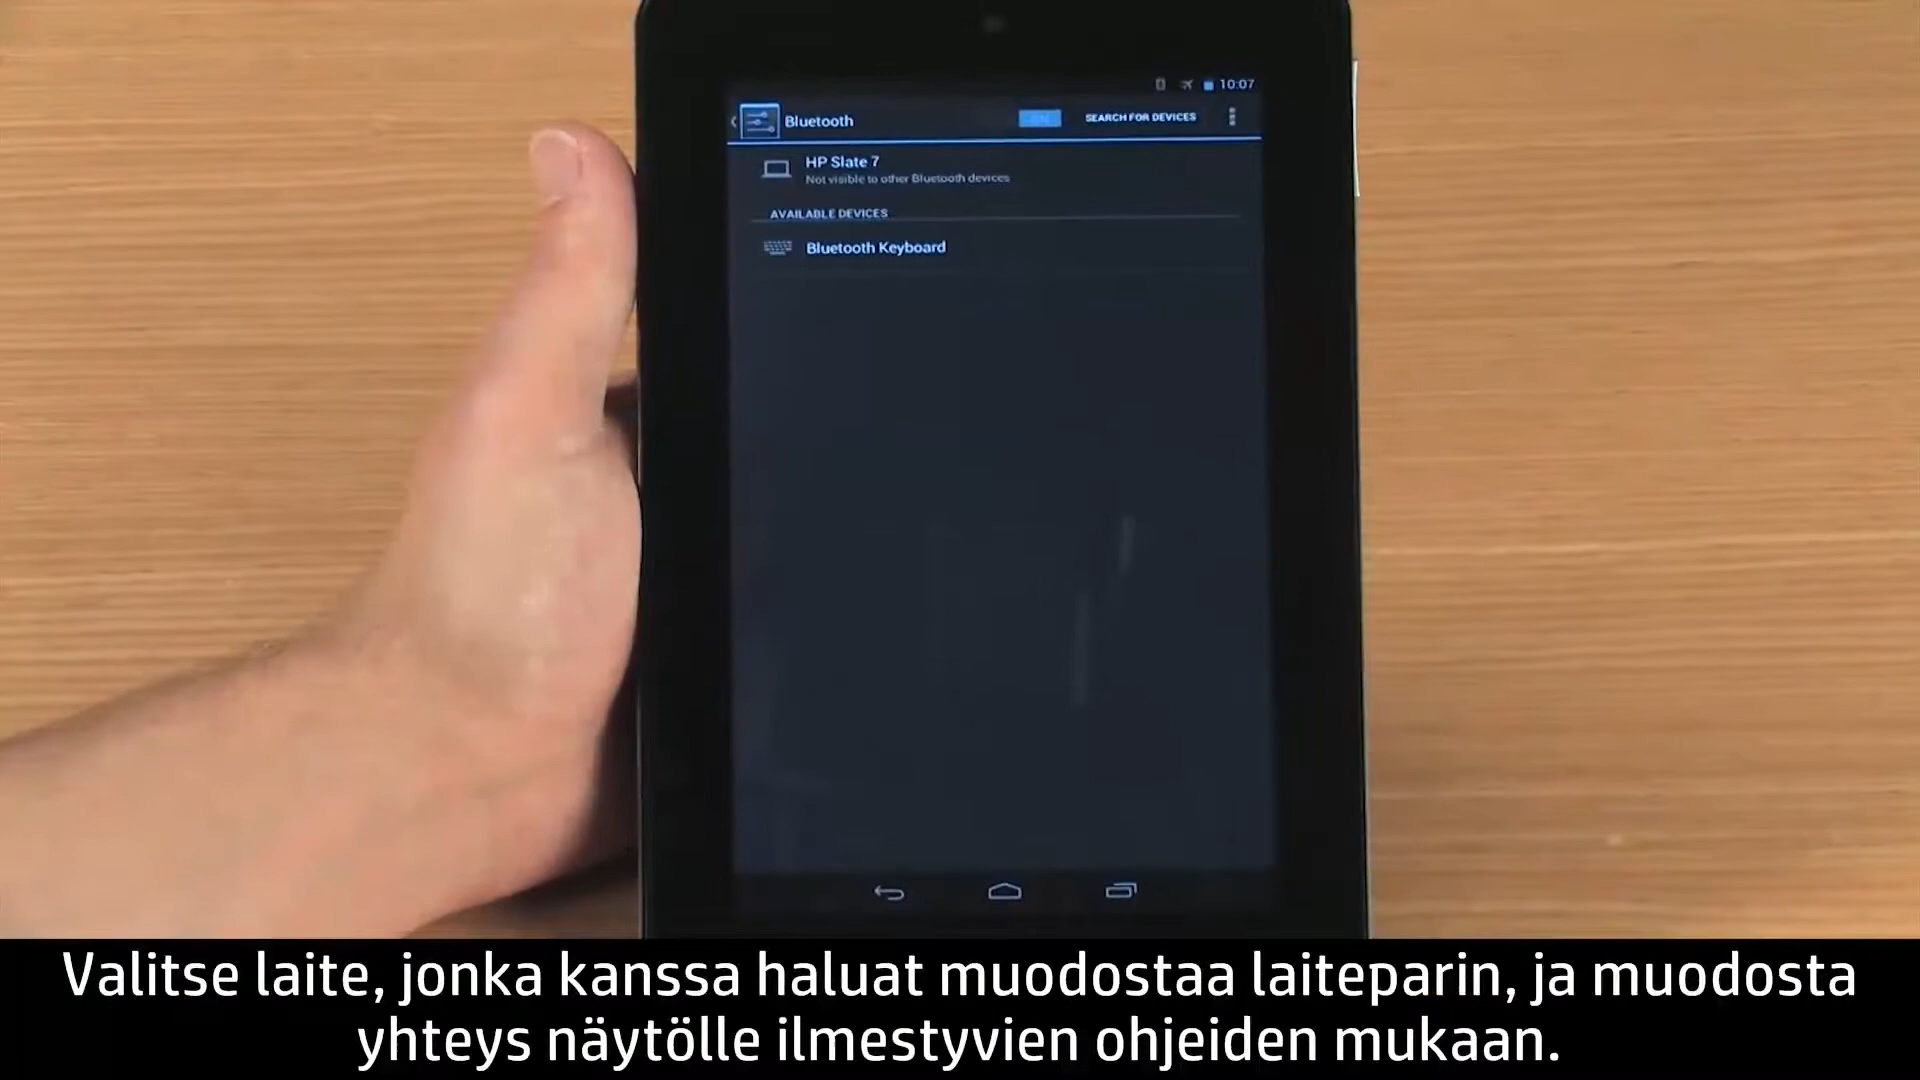 10:07
Bluetooth
SEARCH FOR DEVICES
HP Slate 7
Not visible to other Bluetooth devices
AVAILABLE DEVICES
Bluetooth Keyboard
Valitse laite, jonka kanssa haluat muodostaa laiteparin, ja muodosta
yhteys näytölle ilmestyvien ohjeiden mukaan.